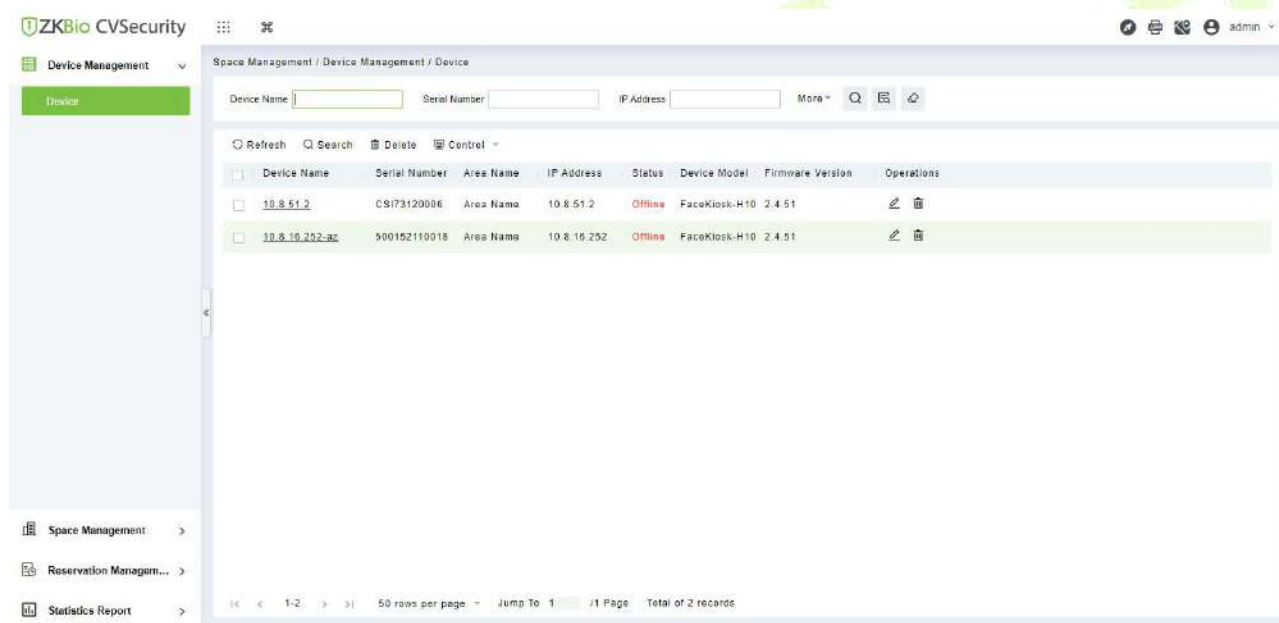 ZKBio CVSecurity
admin
Device Management
Space Management / Device Management / Device
Device
Device Name Serial Number IP Address More
Refresh Search Delete Control
Device Name Serial Number Area Name IP Address Status Device Model Firmware Version Operations
10.8.51.2 CSI73120006 Area Name 10.8.51.2 Offline FaceKiosk-H10 2.4.51
10.8.16.252-az 500152110018 Area Name 10.8.16.252 Offline FaceKiosk-H10 2.4.51
Space Management
Reservation Managem...
Statistics Report
1-2 50 rows per page Jump To 1 /1 Page Total of 2 records